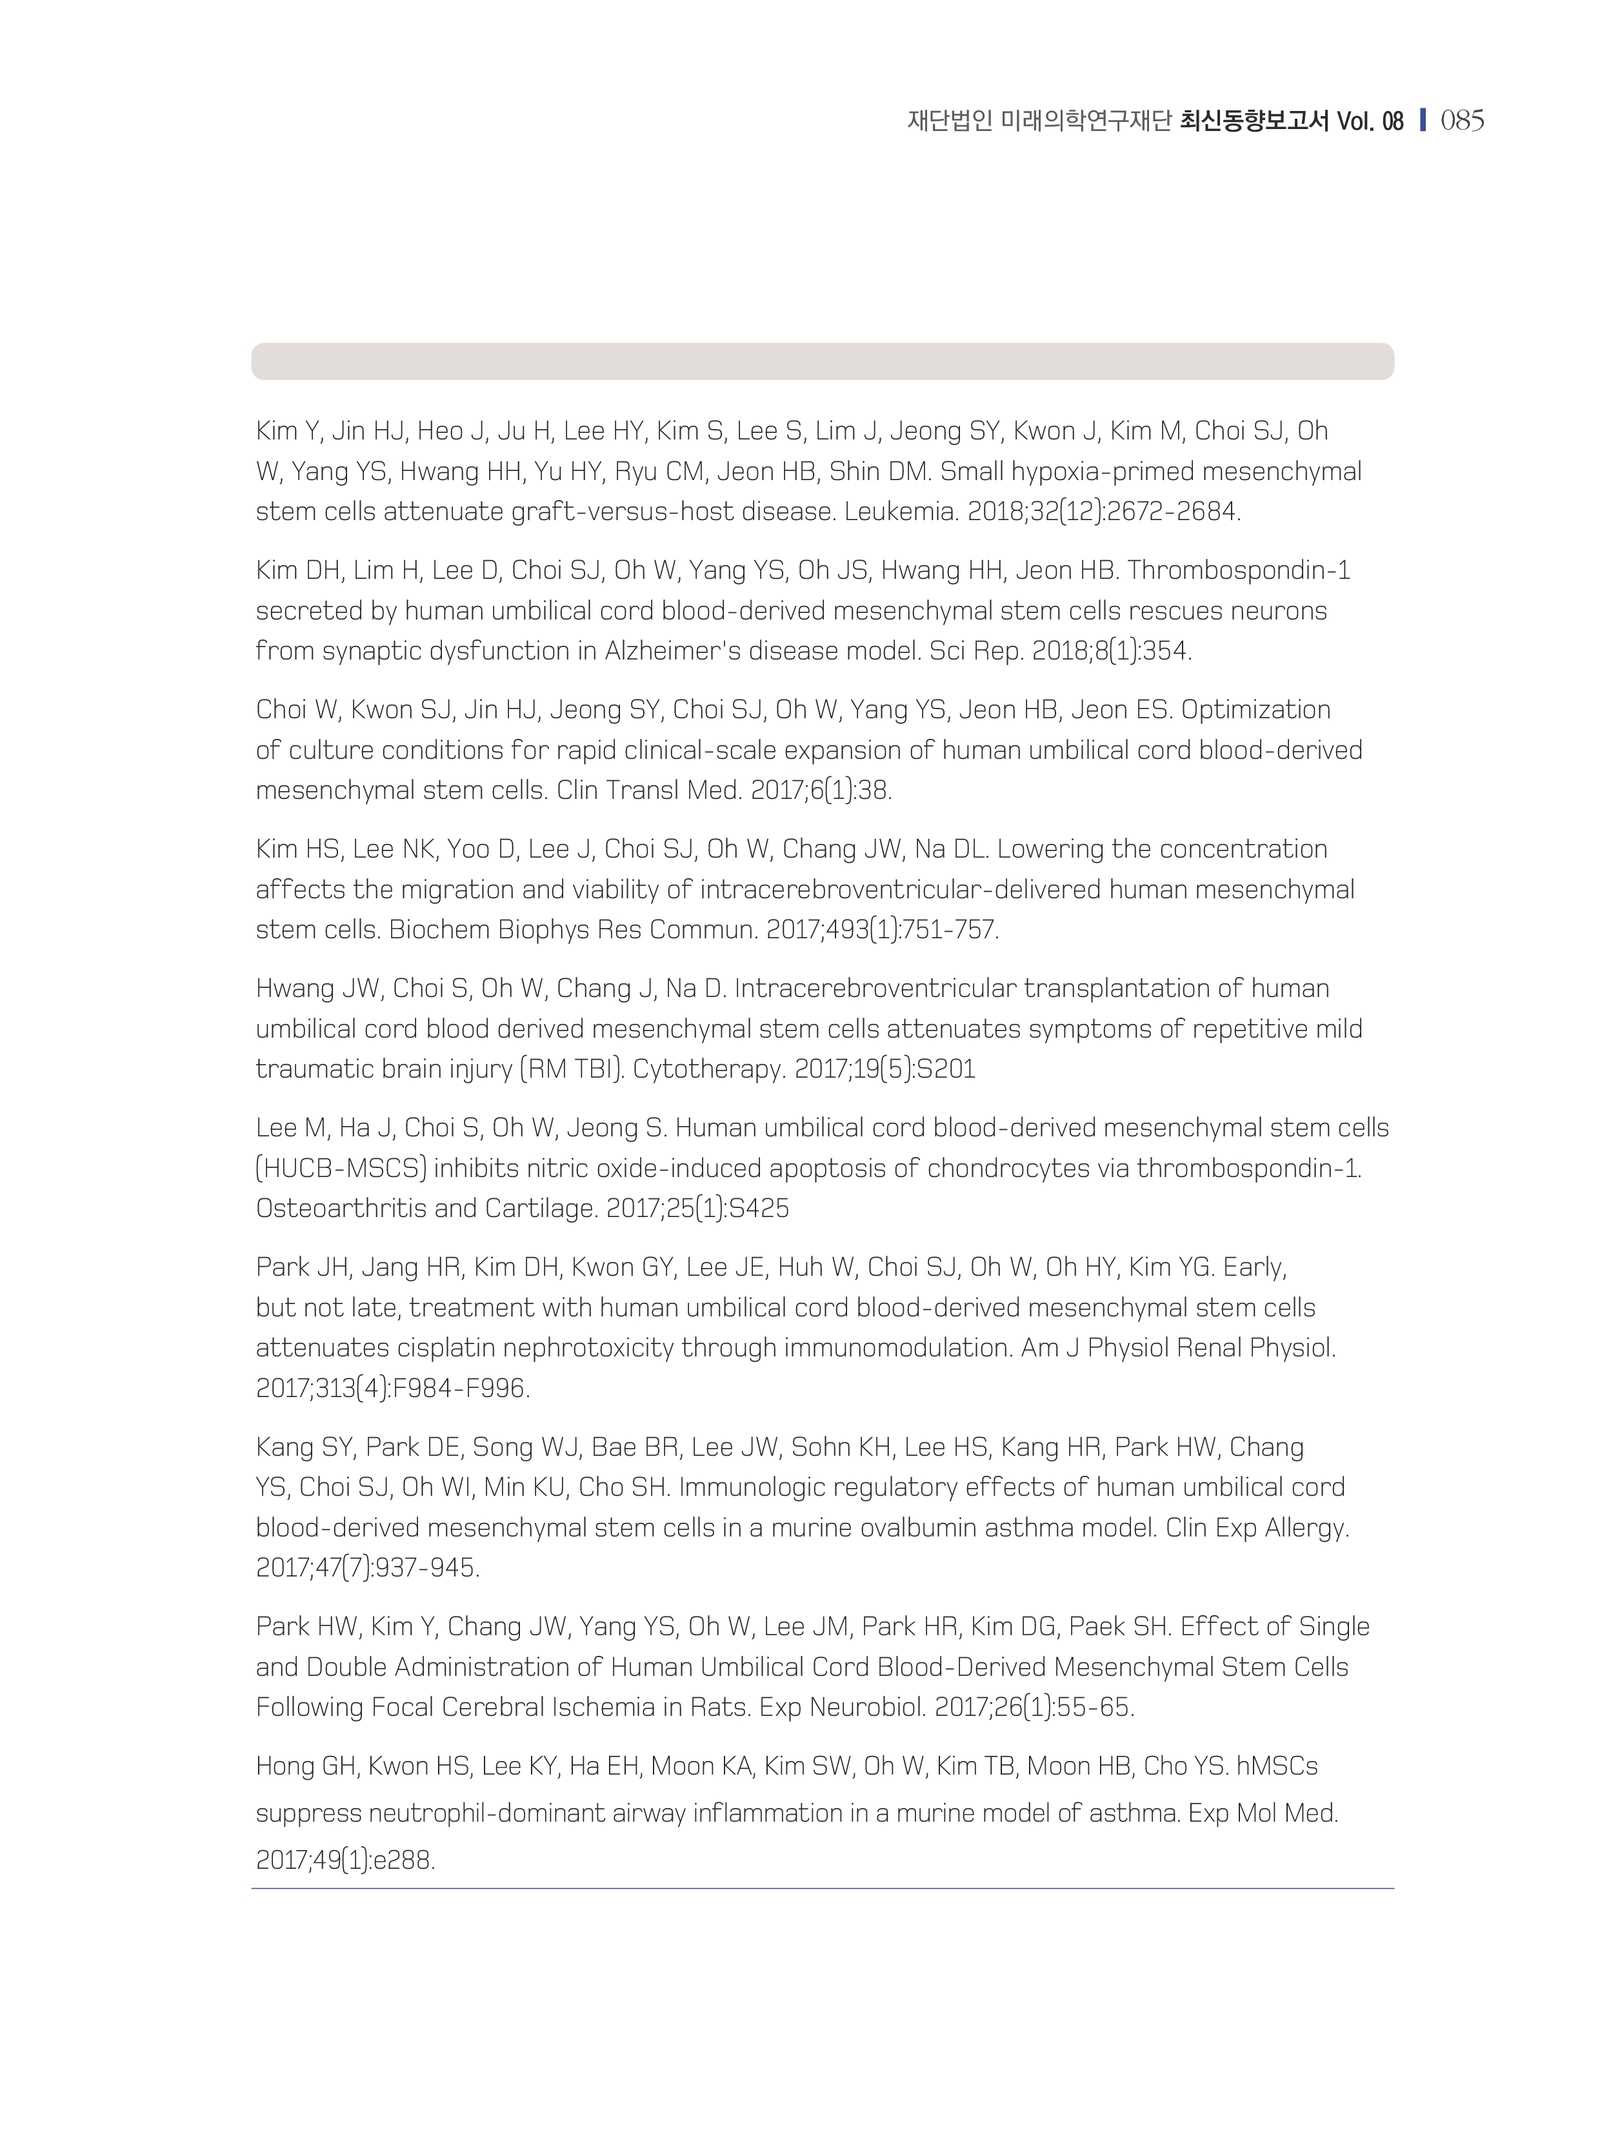 재단법인 미래의학연구재단 최신동향보고서 Vol. 08 085
Kim Y, Jin HJ, Heo J, Ju H, Lee HY, Kim S, Lee S, Lim J, Jeong SY, Kwon J, Kim M, Choi SJ, Oh
W, Yang YS, Hwang HH, Yu HY, Ryu CM, Jeon HB, Shin DM. Small hypoxia-primed mesenchymal
stem cells attenuate graft-versus-host disease. Leukemia. 2018;32(12):2672-2684.
Kim DH, Lim H, Lee D, Choi SJ, Oh W, Yang YS, Oh JS, Hwang HH, Jeon HB. Thrombospondin-1
secreted by human umbilical cord blood-derived mesenchymal stem cells rescues neurons
from synaptic dysfunction in Alzheimer's disease model. Sci Rep. 2018;8(1):354.
Choi W, Kwon SJ, Jin HJ, Jeong SY, Choi SJ, Oh W, Yang YS, Jeon HB, Jeon ES. Optimization
of culture conditions for rapid clinical-scale expansion of human umbilical cord blood-derived
mesenchymal stem cells. Clin Transl Med. 2017;6(1):38.
Kim HS, Lee NK, Yoo D, Lee J, Choi SJ, Oh W, Chang JW, Na DL. Lowering the concentration
affects the migration and viability of intracerebroventricular-delivered human mesenchymal
stem cells. Biochem Biophys Res Commun. 2017;493(1):751-757.
Hwang JW, Choi S, Oh W, Chang J, Na D. Intracerebroventricular transplantation of human
umbilical cord blood derived mesenchymal stem cells attenuates symptoms of repetitive mild
traumatic brain injury (RM TBI). Cytotherapy. 2017;19(5):S201
Lee M, Ha J, Choi S, Oh W, Jeong S. Human umbilical cord blood-derived mesenchymal stem cells
(HUCB-MSCS) inhibits nitric oxide-induced apoptosis of chondrocytes via thrombospondin-1.
Osteoarthritis and Cartilage. 2017;25(1):S425
Park JH, Jang HR, Kim DH, Kwon GY, Lee JE, Huh W, Choi SJ, Oh W, Oh HY, Kim YG. Early,
but not late, treatment with human umbilical cord blood-derived mesenchymal stem cells
attenuates cisplatin nephrotoxicity through immunomodulation. Am J Physiol Renal Physiol.
2017;313(4):F984-F996.
Kang SY, Park DE, Song WJ, Bae BR, Lee JW, Sohn KH, Lee HS, Kang HR, Park HW, Chang
YS, Choi SJ, Oh WI, Min KU, Cho SH. Immunologic regulatory effects of human umbilical cord
blood-derived mesenchymal stem cells in a murine ovalbumin asthma model. Clin Exp Allergy.
2017;47(7):937-945.
Park HW, Kim Y, Chang JW, Yang YS, Oh W, Lee JM, Park HR, Kim DG, Paek SH. Effect of Single
and Double Administration of Human Umbilical Cord Blood-Derived Mesenchymal Stem Cells
Following Focal Cerebral Ischemia in Rats. Exp Neurobiol. 2017;26(1):55-65.
Hong GH, Kwon HS, Lee KY, Ha EH, Moon KA, Kim SW, Oh W, Kim TB, Moon HB, Cho YS. hMSCs
suppress neutrophil-dominant airway inflammation in a murine model of asthma. Exp Mol Med.
2017;49(1):e288.